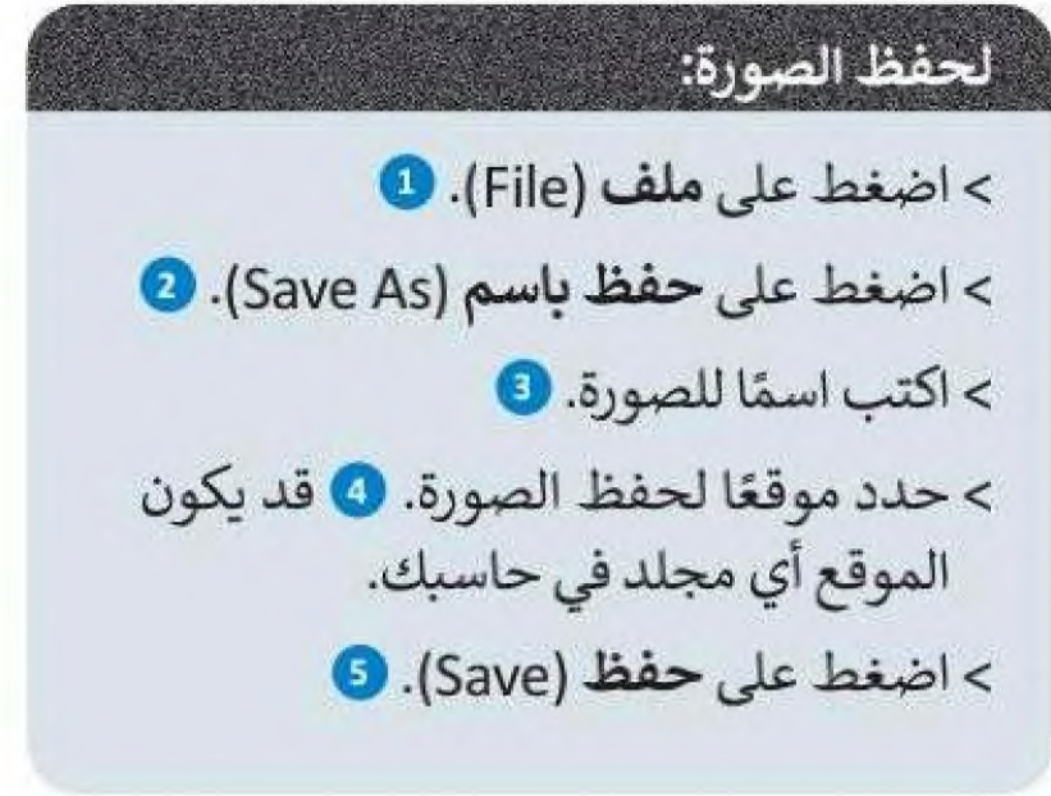 لحفظ الصورة:
> اضغط على ملف (File). 1
> اضغط على حفظ باسم (Save As). 2
> اكتب اسمًا للصورة. 3
> حدد موقعًا لحفظ الصورة. 4 قد يكون
الموقع أي مجلد في حاسبك.
> اضغط على حفظ (Save). 5